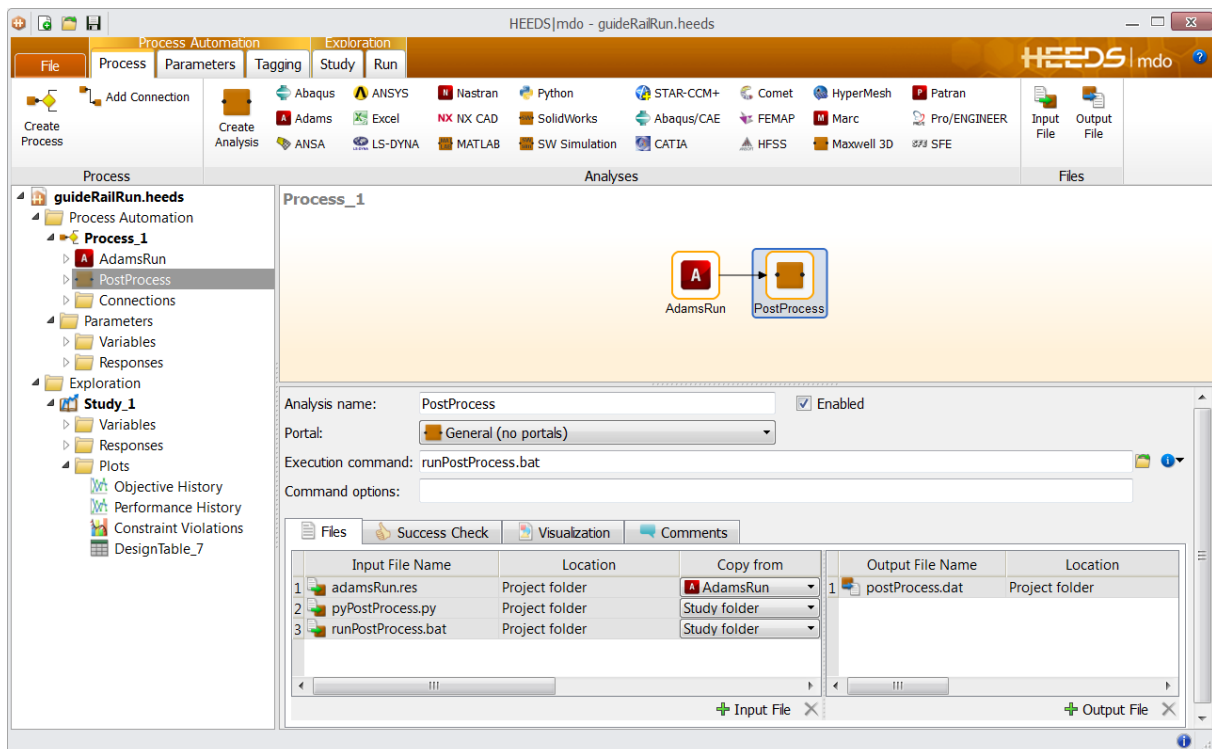 HEEDS|mdo - guideRailRun.heeds
Process Automation Exploration
File Process Parameters Tagging Study Run
HEEDS | mdo
Create Process
Add Connection
Process
Create Analysis
Abaqus ANSYS Nastran Python STAR-CCM+ Comet HyperMesh Patran
Adams Excel NX NX CAD SolidWorks Abaqus/CAE FEMAP Marc Pro/ENGINEER
ANSA LS-DYNA MATLAB SW Simulation CATIA HFSS Maxwell 3D SFE
Analyses
Input File
Output File
Files
guideRailRun.heeds
Process Automation
Process_1
AdamsRun
PostProcess
Connections
Parameters
Variables
Responses
Exploration
Study_1
Variables
Responses
Plots
Objective History
Performance History
Constraint Violations
DesignTable_7
Process_1
A
AdamsRun
PostProcess
Analysis name: PostProcess Enabled
Portal: General (no portals)
Execution command: runPostProcess.bat
Command options:
Files Success Check Visualization Comments
Input File Name Location Copy from
1 adamsRun.res Project folder AdamsRun
2 pyPostProcess.py Project folder Study folder
3 runPostProcess.bat Project folder Study folder
Input File
Output File Name Location
1 postProcess.dat Project folder
Output File